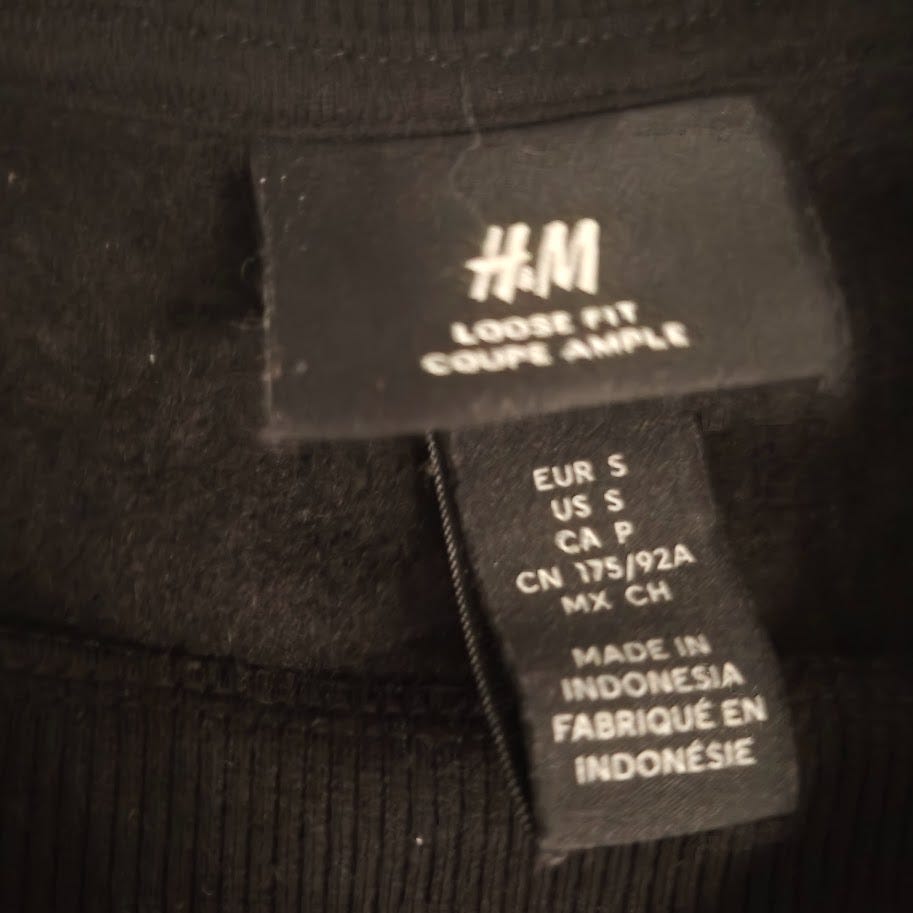 H&M
LOOSE FIT
COUPE AMPLE
EUR S
US S
CA P
CN 175/92A
MX CH
MADE IN
INDONESIA
FABRIQUÉ EN
INDONÉSIE